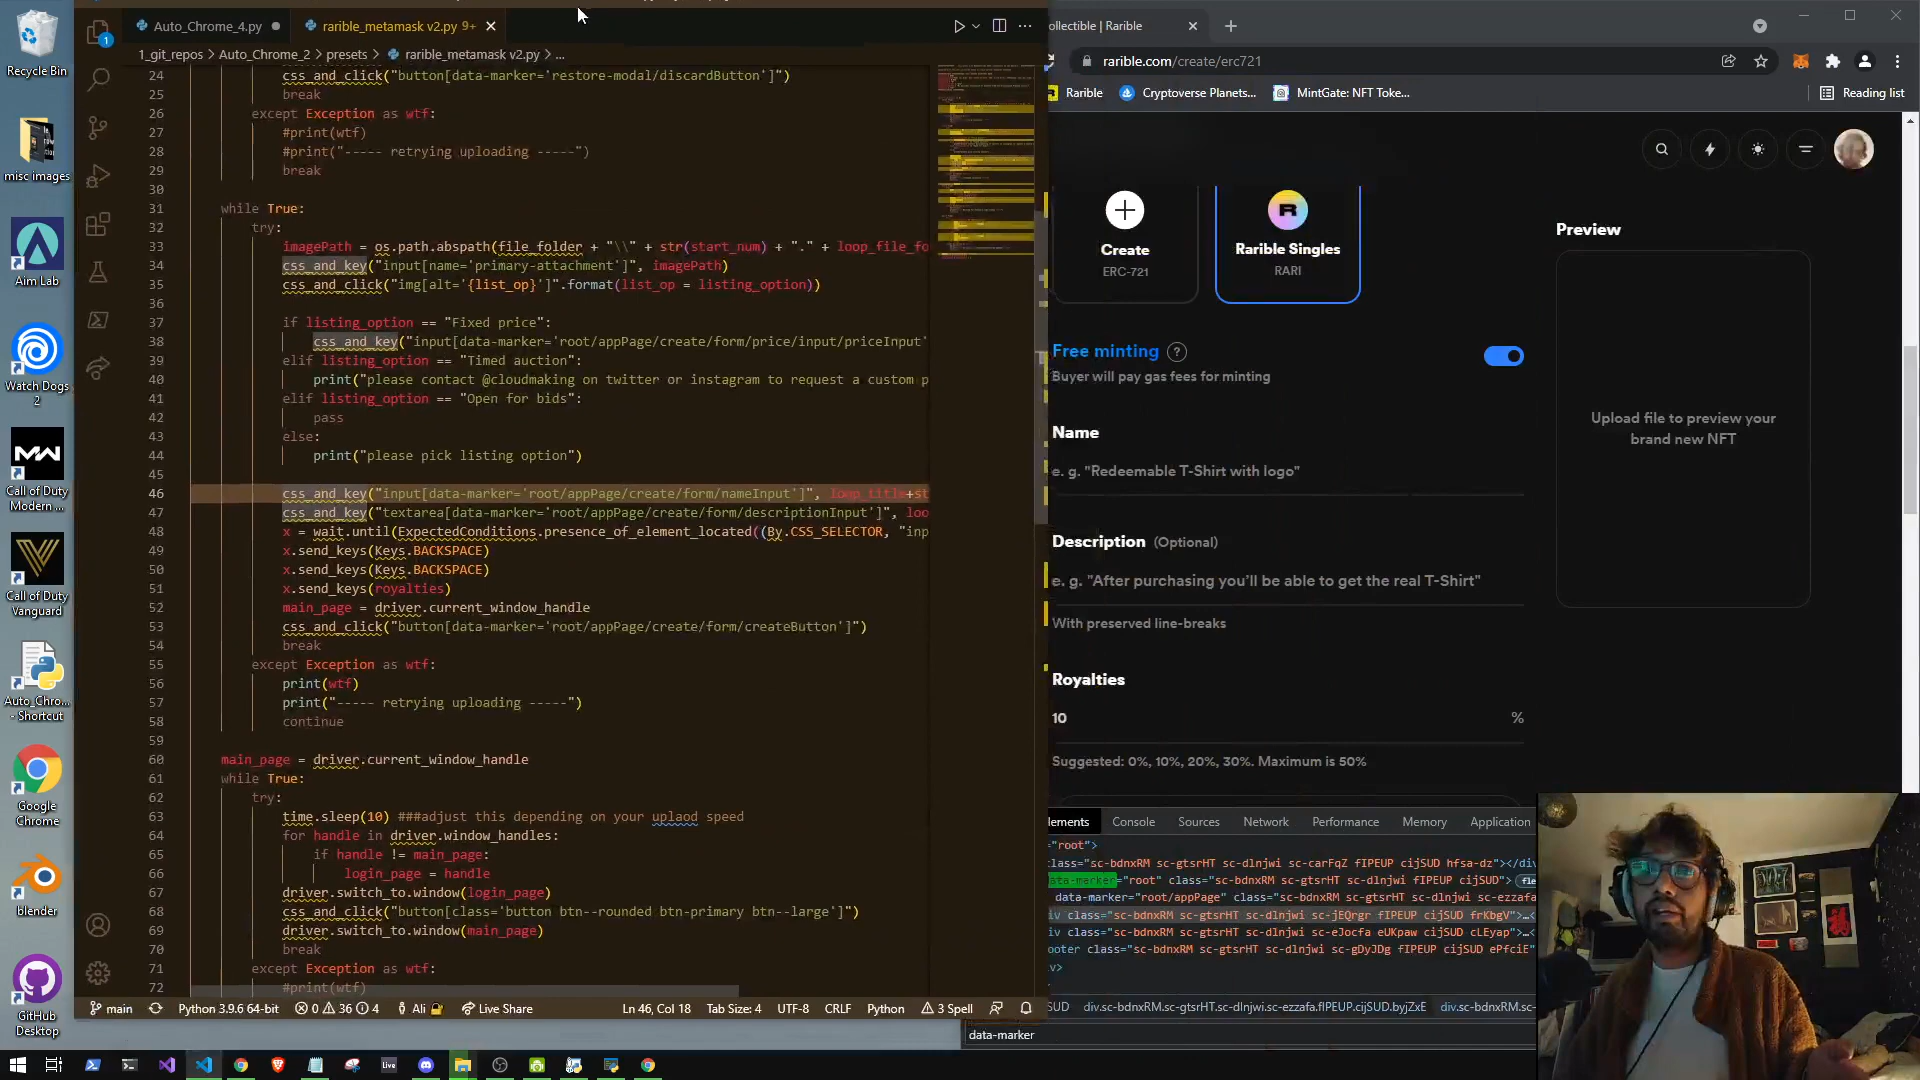 Recycle Bin
misc images
Aim Lab
Watch Dogs
2
Call of Duty
Modern ...
Call of Duty
Vanguard
Auto_Chro...
- Shortcut
Google
Chrome
blender
GitHub
Desktop
Auto_Chrome_4.py
rarible_metamask v2.py 9+
1_git_repos > Auto_Chrome_2 > presets > rarible_metamask v2.py > ...
24 css_and_click("button[data-marker='restore-modal/discardButton']")
25 break
26 except Exception as wtf:
27 #print(wtf)
28 #print("----- retrying uploading -----")
29 break
30
31 while True:
32 try:
33 imagePath = os.path.abspath(file_folder + "\\" + str(start_num) + "." + loop_file_fo
34 css_and_key("input[name='primary-attachment']", imagePath)
35 css_and_click("img[alt='{list_op}']".format(list_op = listing_option))
36
37 if listing_option == "Fixed price":
38 css_and_key("input[data-marker='root/appPage/create/form/price/input/priceInput'
39 elif listing_option == "Timed auction":
40 print("please contact @cloudmaking on twitter or instagram to request a custom p
41 elif listing_option == "Open for bids":
42 pass
43 else:
44 print("please pick listing option")
45
46 css_and_key("input[data-marker='root/appPage/create/form/nameInput']", loop_title+st
47 css_and_key("textarea[data-marker='root/appPage/create/form/descriptionInput']", loo
48 x = wait.until(ExpectedConditions.presence_of_element_located((By.CSS_SELECTOR, "inp
49 x.send_keys(Keys.BACKSPACE)
50 x.send_keys(Keys.BACKSPACE)
51 x.send_keys(royalties)
52 main_page = driver.current_window_handle
53 css_and_click("button[data-marker='root/appPage/create/form/createButton']")
54 break
55 except Exception as wtf:
56 print(wtf)
57 print("----- retrying uploading -----")
58 continue
59
60 main_page = driver.current_window_handle
61 while True:
62 try:
63 time.sleep(10) ###adjust this depending on your uplaod speed
64 for handle in driver.window_handles:
65 if handle != main_page:
66 login_page = handle
67 driver.switch_to.window(login_page)
68 css_and_click("button[class='button btn--rounded btn-primary btn--large']")
69 driver.switch_to.window(main_page)
70 break
71 except Exception as wtf:
72 #print(wtf)
main Python 3.9.6 64-bit 0 36 4 Ali Live Share Ln 46, Col 18 Tab Size: 4 UTF-8 CRLF Python 3 Spell
ollectible | Rarible
rarible.com/create/erc721
Rarible Cryptoverse Planets... MintGate: NFT Toke... Reading list
Create
ERC-721
R
Rarible Singles
RARI
Preview
Upload file to preview your
brand new NFT
Free minting ?
Buyer will pay gas fees for minting
Name
e. g. "Redeemable T-Shirt with logo"
Description (Optional)
e. g. "After purchasing you’ll be able to get the real T-Shirt"
With preserved line-breaks
Royalties
10 %
Suggested: 0%, 10%, 20%, 30%. Maximum is 50%
lements Console Sources Network Performance Memory Application
="root">
class="sc-bdnxRM sc-gtsrHT sc-dlnjwi sc-carFqZ fIPEUP cijSUD hfsa-dz"></di
ata-marker="root" class="sc-bdnxRM sc-gtsrHT sc-dlnjwi fIPEUP cijSUD"> fle
data-marker="root/appPage" class="sc-bdnxRM sc-gtsrHT sc-dlnjwi sc-ezzafa
iv class="sc-bdnxRM sc-gtsrHT sc-dlnjwi sc-jEQrgr fIPEUP cijSUD frKbgV">…<
iv class="sc-bdnxRM sc-gtsrHT sc-dlnjwi sc-eJocfa eUKpaw cijSUD cLEyap">…<
ooter class="sc-bdnxRM sc-gtsrHT sc-dlnjwi sc-gDyJDg fIPEUP cijSUD ePfciE"
v>
SUD div.sc-bdnxRM.sc-gtsrHT.sc-dlnjwi.sc-ezzafa.fIPEUP.cijSUD.byjZxE div.sc-bdnxRM.sc-gts
data-marker
Live